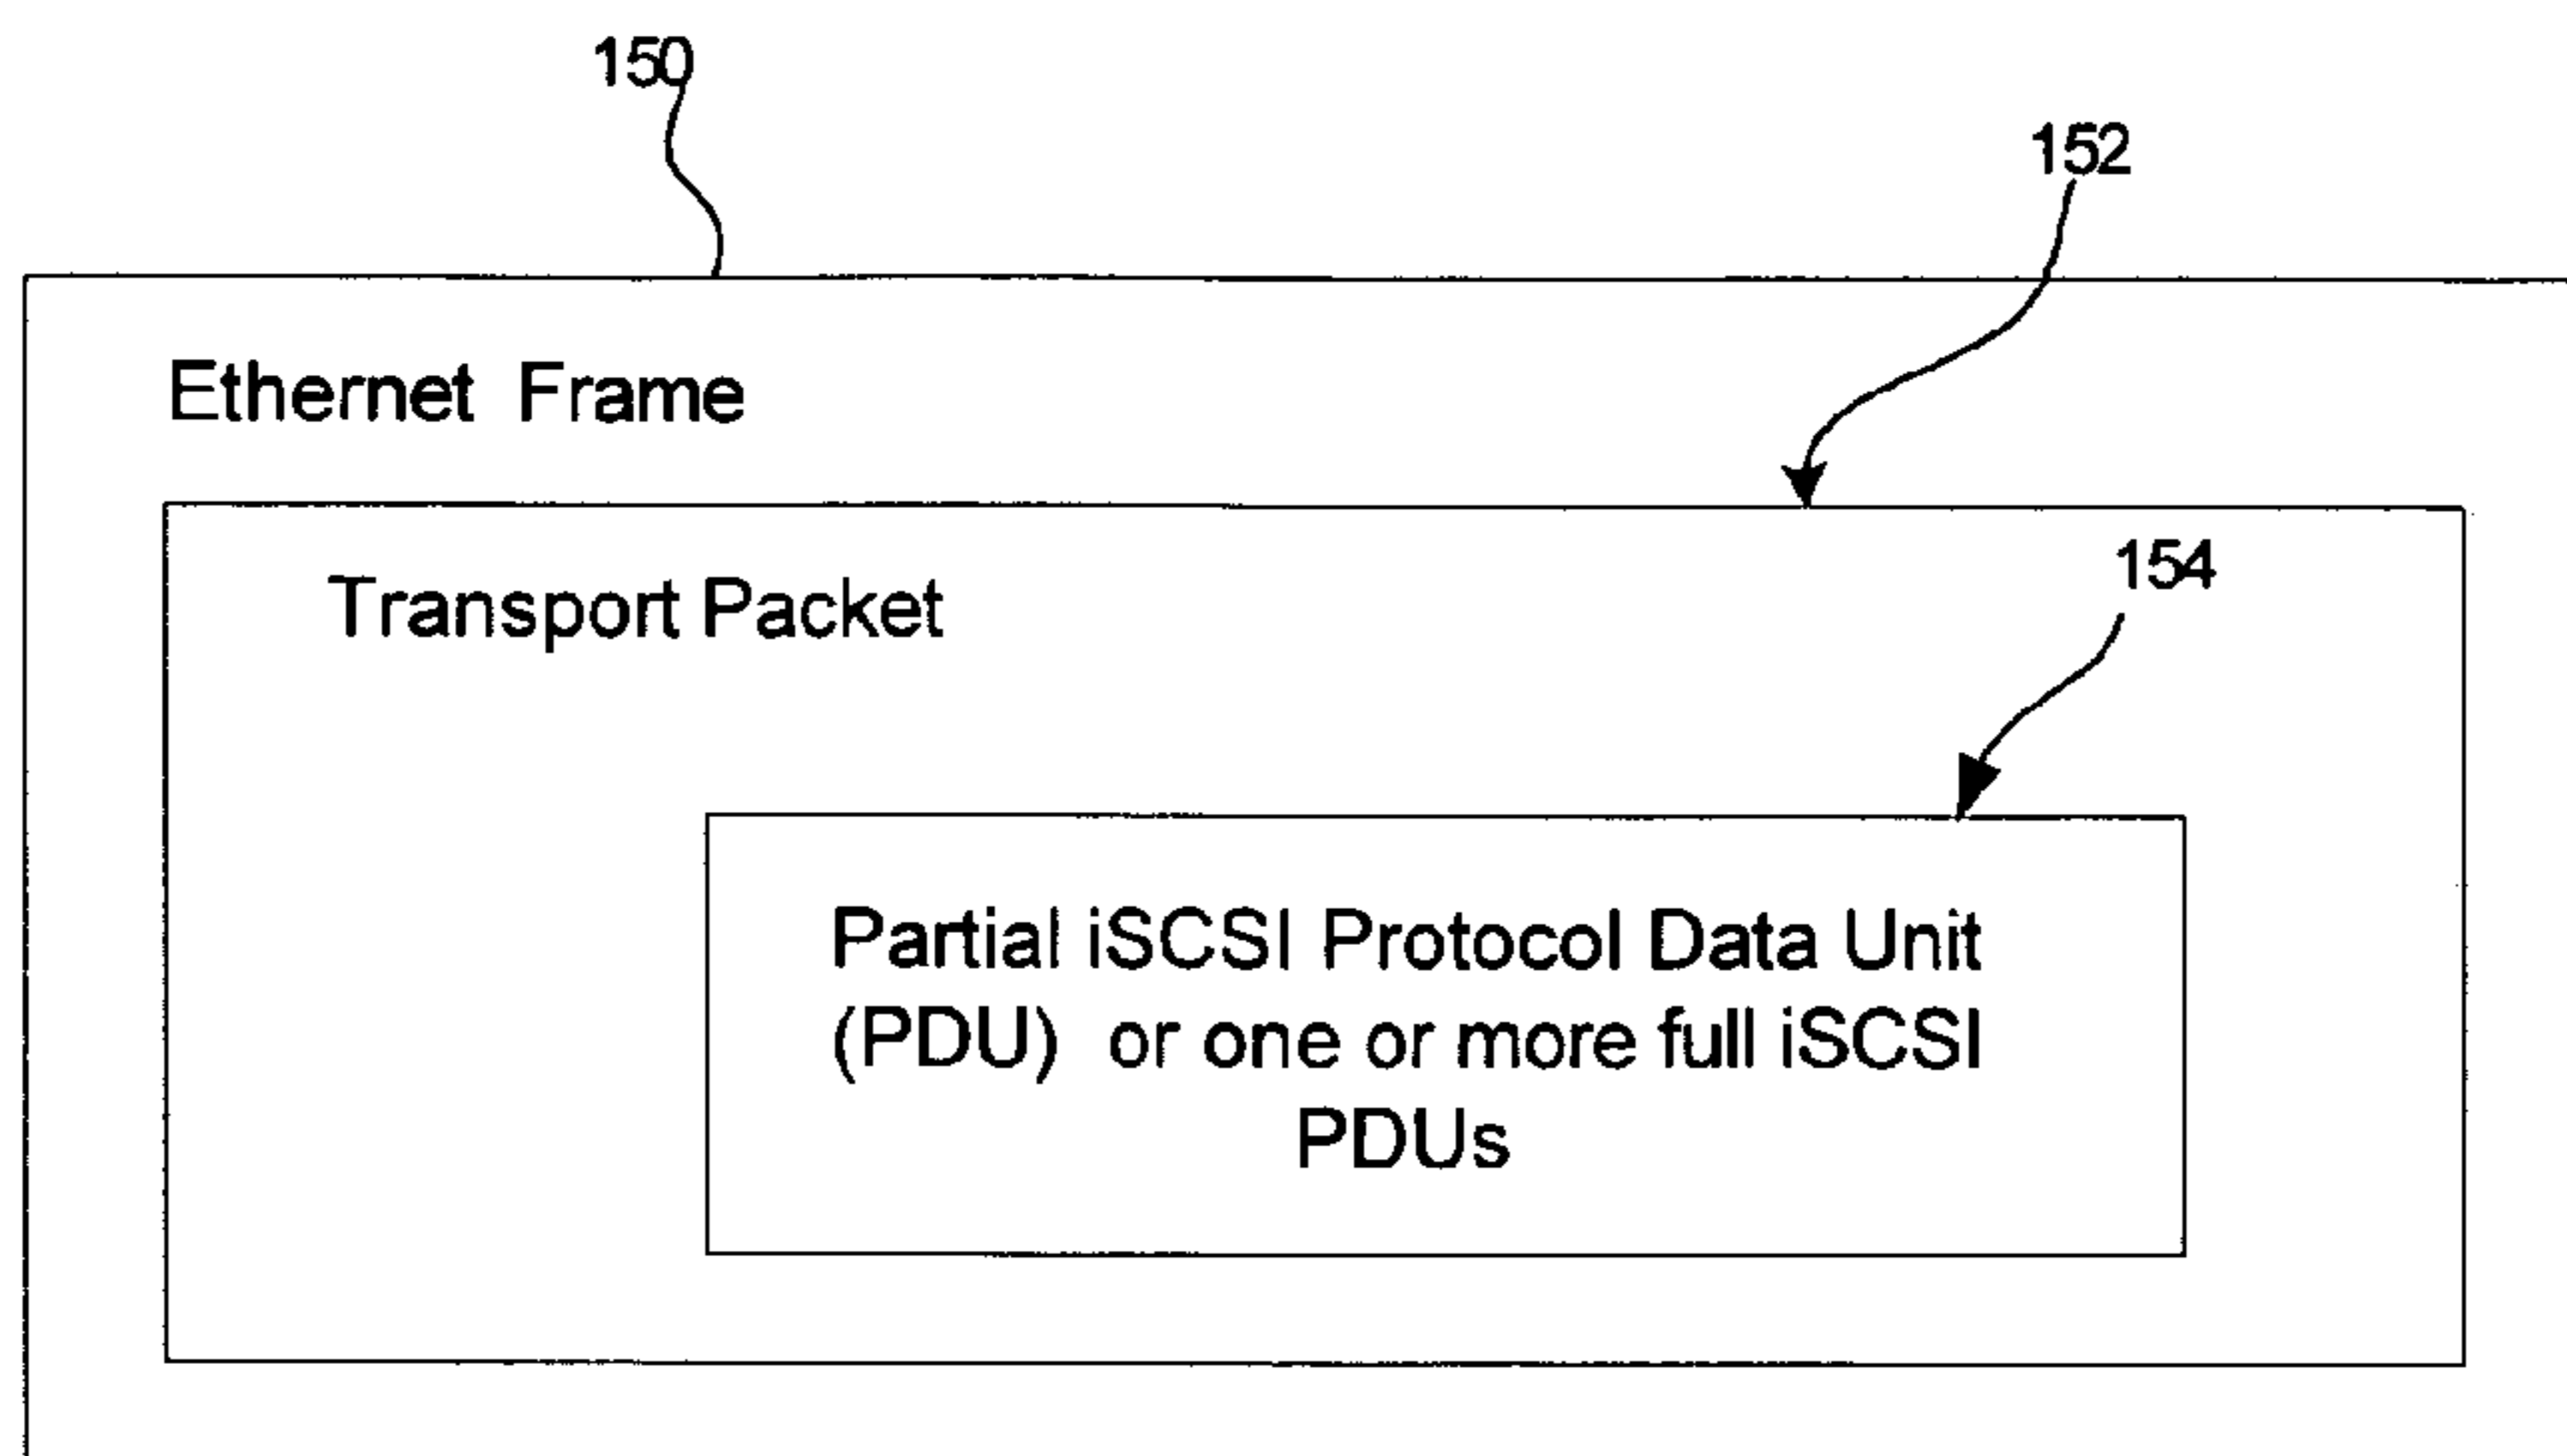 150
152
Ethernet Frame
Transport Packet
154
Partial iSCSI Protocol Data Unit
(PDU) or one or more full iSCSI
PDUs